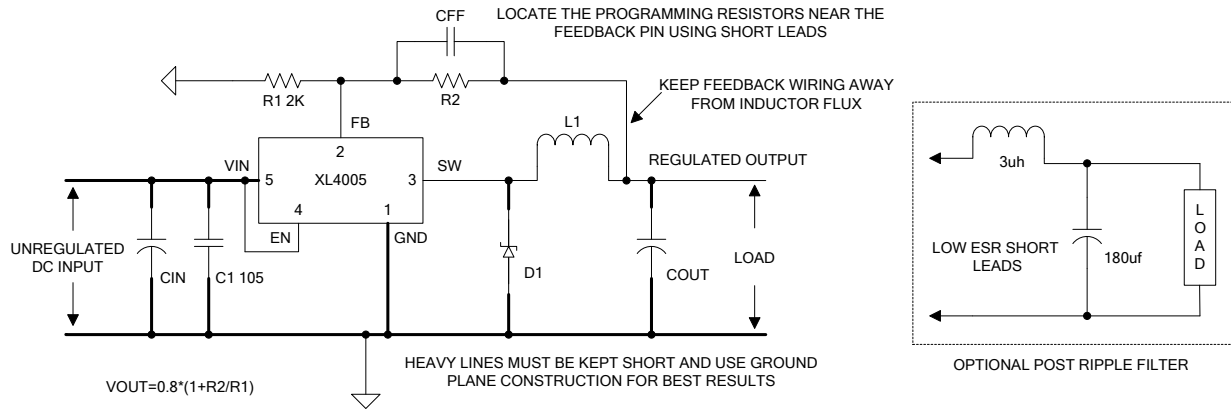 CFF
LOCATE THE PROGRAMMING RESISTORS NEAR THE
FEEDBACK PIN USING SHORT LEADS
R1 2K
R2
KEEP FEEDBACK WIRING AWAY
FROM INDUCTOR FLUX
FB
2
L1
VIN
5
XL4005
3
SW
REGULATED OUTPUT
4
1
EN
GND
UNREGULATED
DC INPUT
CIN
C1 105
D1
COUT
LOAD
HEAVY LINES MUST BE KEPT SHORT AND USE GROUND
PLANE CONSTRUCTION FOR BEST RESULTS
VOUT=0.8*(1+R2/R1)
3uh
LOW ESR SHORT
LEADS
180uf
LOAD
OPTIONAL POST RIPPLE FILTER